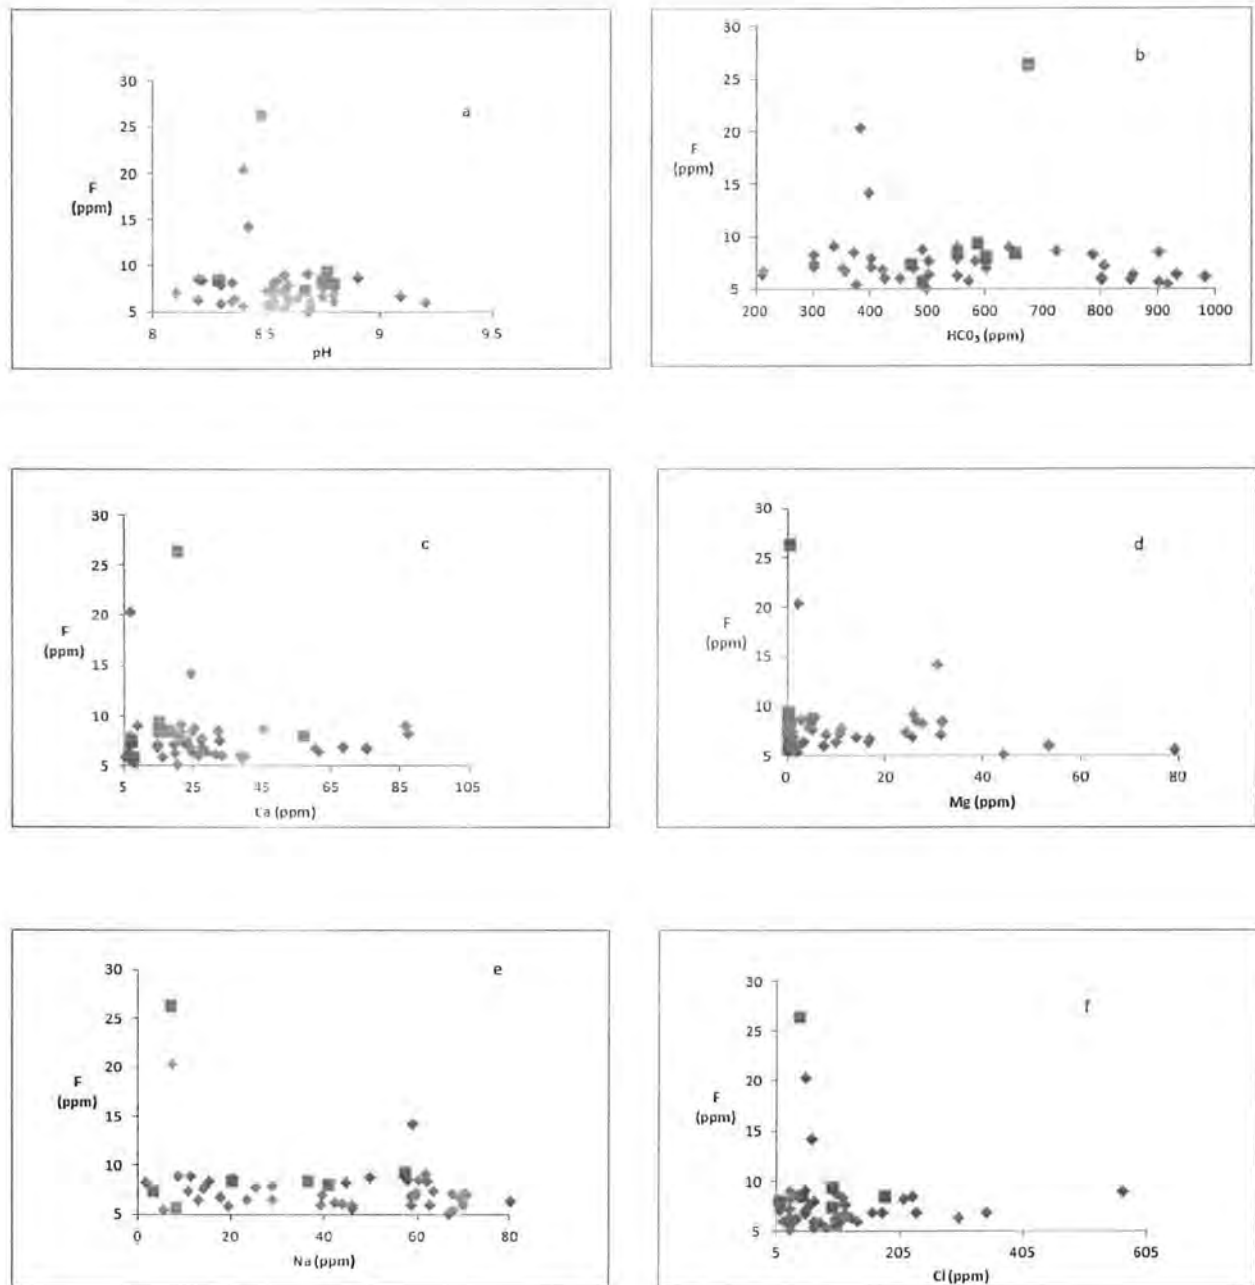 a
30
25
20
F
(ppm)
15
10
5
8 8.5 9 9.5
pH
b
30
25
20
F
(ppm)
15
10
5
200 300 400 500 600 700 800 900 1000
HCO₃ (ppm)
c
30
25
20
F
(ppm)
15
10
5
5 25 45 65 85 105
Ca (ppm)
d
30
25
20
F
(ppm)
15
10
5
0 20 40 60 80
Mg (ppm)
e
30
25
20
F
(ppm)
15
10
5
0 20 40 60 80
Na (ppm)
f
30
25
20
F
(ppm)
15
10
5
5 205 405 605
Cl (ppm)